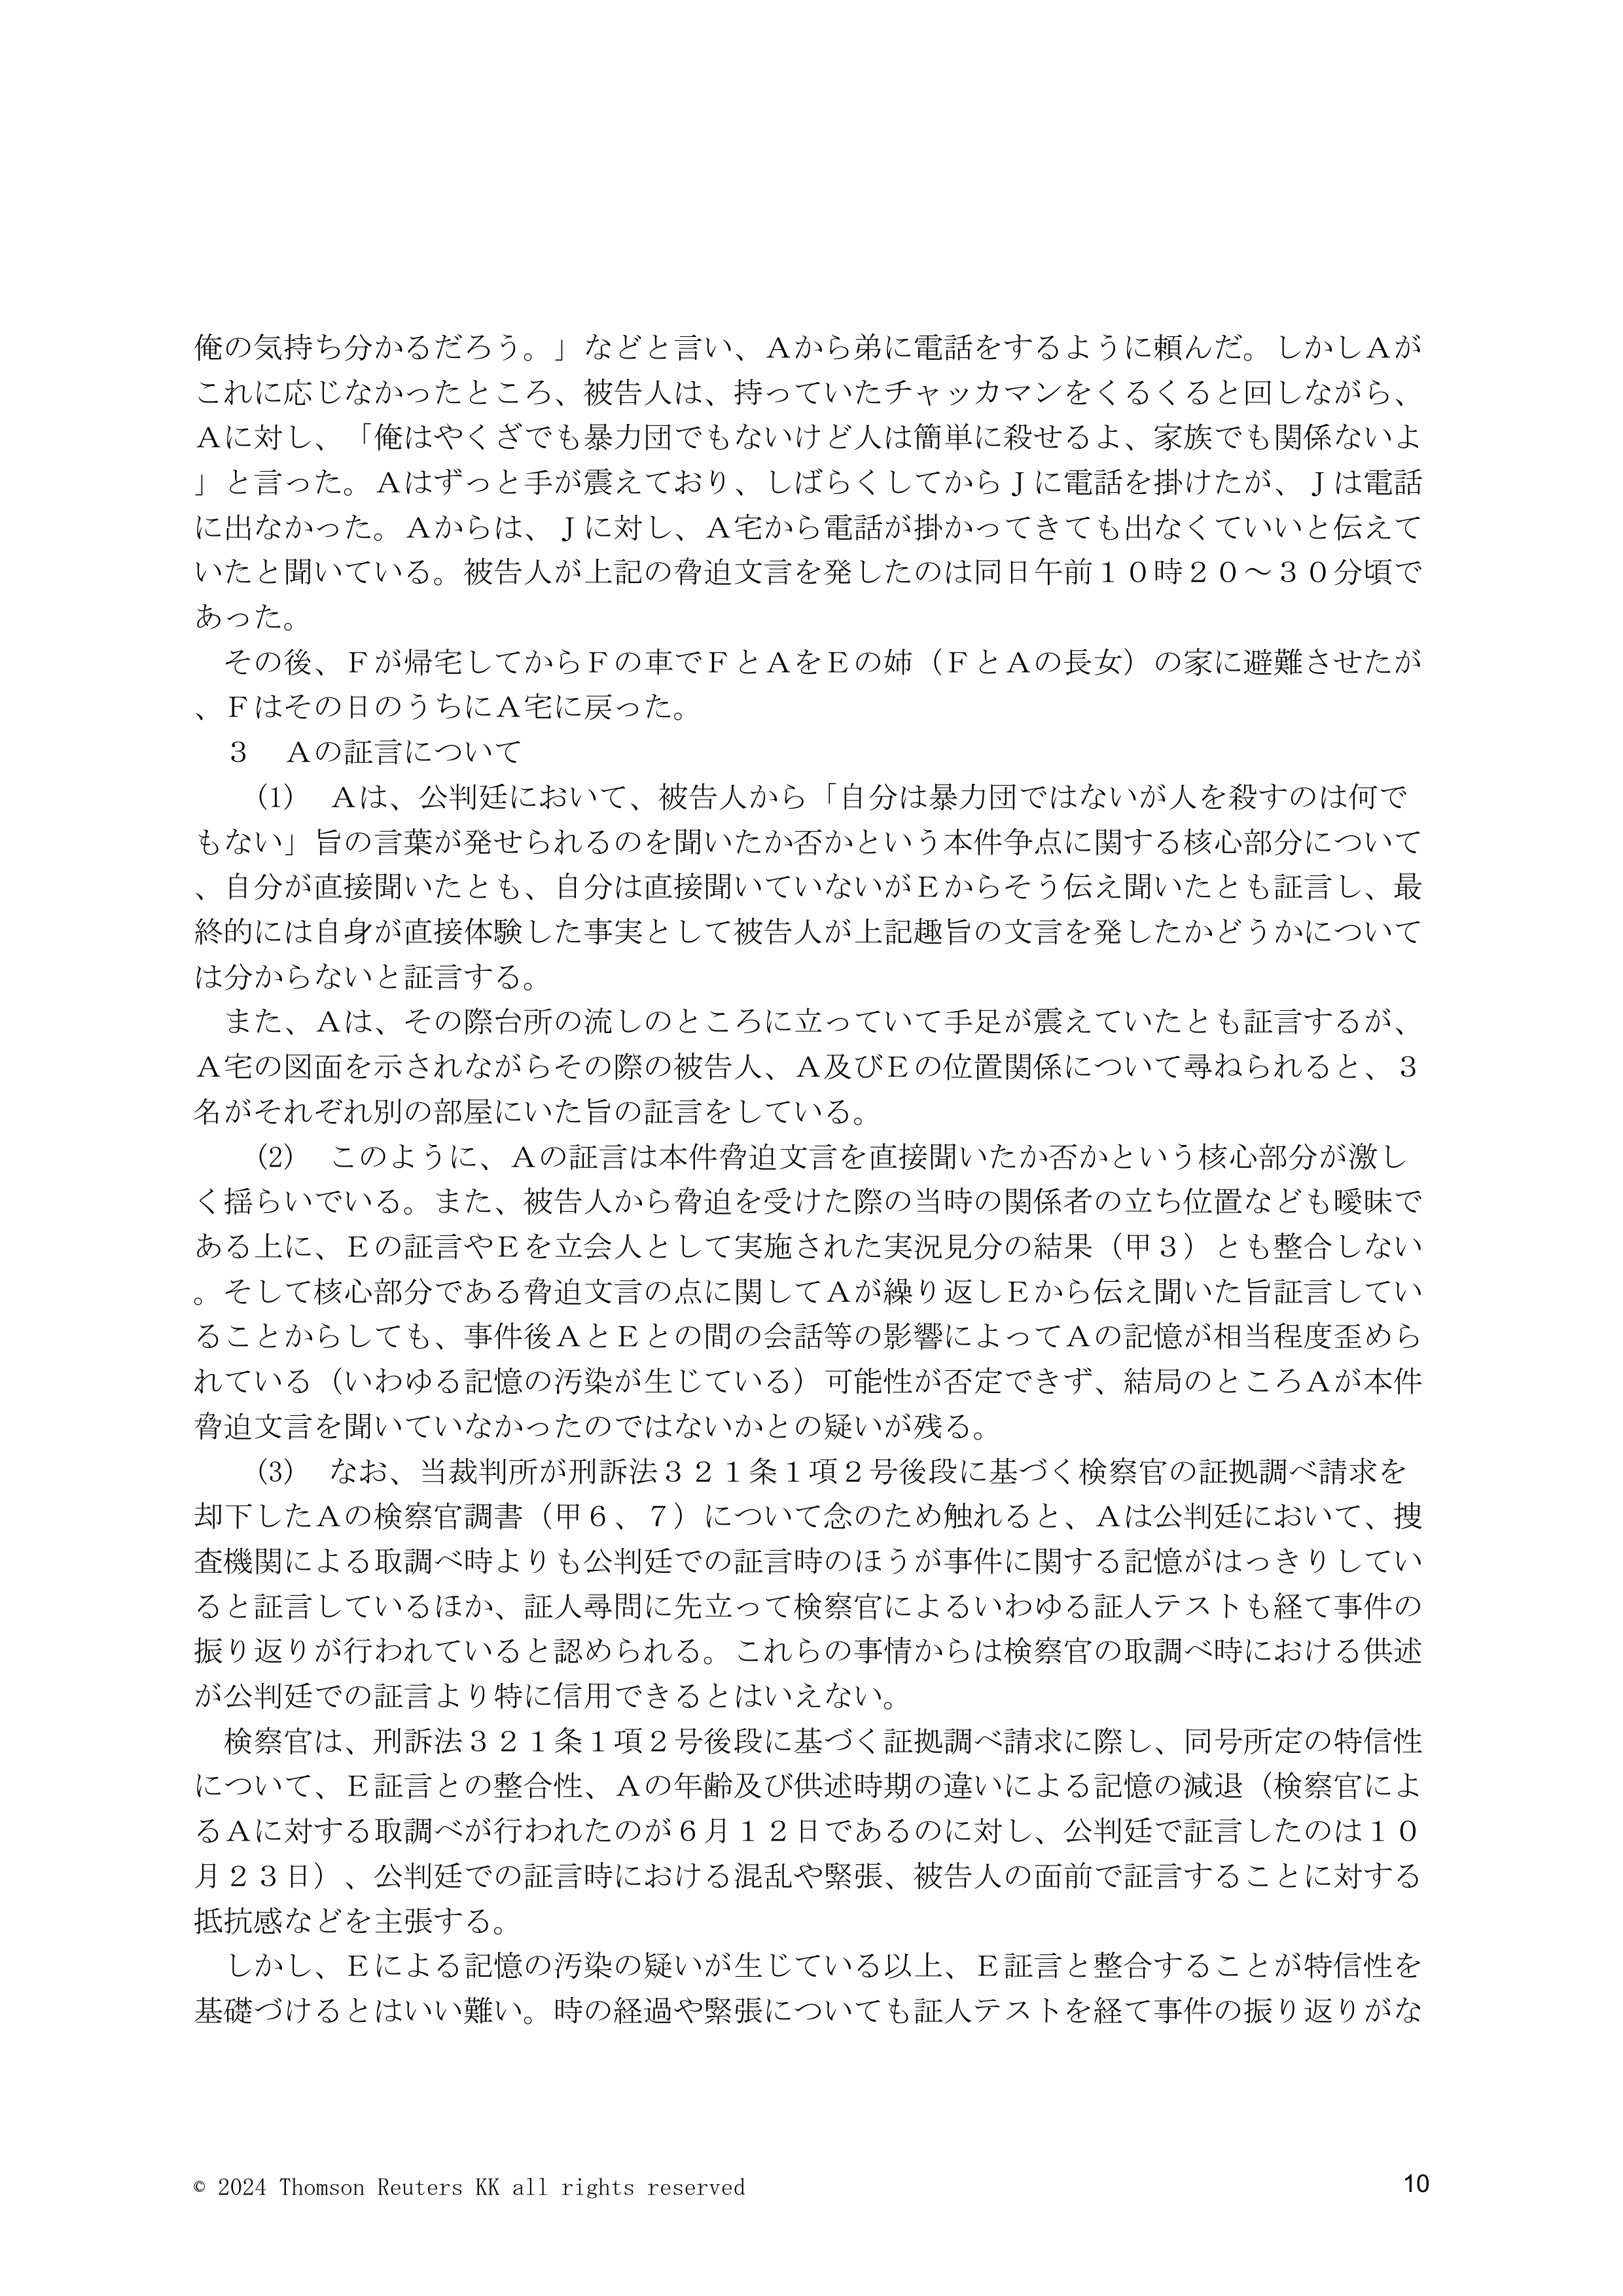 俺の気持ち分かるだろう。」などと言い、Ａから弟に電話をするように頼んだ。しかしＡが
これに応じなかったところ、被告人は、持っていたチャッカマンをくるくると回しながら、
Ａに対し、「俺はやくざでも暴力団でもないけど人は簡単に殺せるよ、家族でも関係ないよ
」と言った。Ａはずっと手が震えており、しばらくしてからＪに電話を掛けたが、Ｊは電話
に出なかった。Ａからは、Ｊに対し、Ａ宅から電話が掛かってきても出なくていいと伝えて
いたと聞いている。被告人が上記の脅迫文言を発したのは同日午前１０時２０～３０分頃で
あった。
　その後、Ｆが帰宅してからＦの車でＦとＡをＥの姉（ＦとＡの長女）の家に避難させたが
、Ｆはその日のうちにＡ宅に戻った。
　３　Ａの証言について
　　(1)　Ａは、公判廷において、被告人から「自分は暴力団ではないが人を殺すのは何で
もない」旨の言葉が発せられるのを聞いたか否かという本件争点に関する核心部分について
、自分が直接聞いたとも、自分は直接聞いていないがＥからそう伝え聞いたとも証言し、最
終的には自身が直接体験した事実として被告人が上記趣旨の文言を発したかどうかについて
は分からないと証言する。
　また、Ａは、その際台所の流しのところに立っていて手足が震えていたとも証言するが、
Ａ宅の図面を示されながらその際の被告人、Ａ及びＥの位置関係について尋ねられると、３
名がそれぞれ別の部屋にいた旨の証言をしている。
　　(2)　このように、Ａの証言は本件脅迫文言を直接聞いたか否かという核心部分が激し
く揺らいでいる。また、被告人から脅迫を受けた際の当時の関係者の立ち位置なども曖昧で
ある上に、Ｅの証言やＥを立会人として実施された実況見分の結果（甲３）とも整合しない
。そして核心部分である脅迫文言の点に関してＡが繰り返しＥから伝え聞いた旨証言してい
ることからしても、事件後ＡとＥとの間の会話等の影響によってＡの記憶が相当程度歪めら
れている（いわゆる記憶の汚染が生じている）可能性が否定できず、結局のところＡが本件
脅迫文言を聞いていなかったのではないかとの疑いが残る。
　　(3)　なお、当裁判所が刑訴法３２１条１項２号後段に基づく検察官の証拠調べ請求を
却下したＡの検察官調書（甲６、７）について念のため触れると、Ａは公判廷において、捜
査機関による取調べ時よりも公判廷での証言時のほうが事件に関する記憶がはっきりしてい
ると証言しているほか、証人尋問に先立って検察官によるいわゆる証人テストも経て事件の
振り返りが行われていると認められる。これらの事情からは検察官の取調べ時における供述
が公判廷での証言より特に信用できるとはいえない。
　検察官は、刑訴法３２１条１項２号後段に基づく証拠調べ請求に際し、同号所定の特信性
について、Ｅ証言との整合性、Ａの年齢及び供述時期の違いによる記憶の減退（検察官によ
るＡに対する取調べが行われたのが６月１２日であるのに対し、公判廷で証言したのは１０
月２３日）、公判廷での証言時における混乱や緊張、被告人の面前で証言することに対する
抵抗感などを主張する。
　しかし、Ｅによる記憶の汚染の疑いが生じている以上、Ｅ証言と整合することが特信性を
基礎づけるとはいい難い。時の経過や緊張についても証人テストを経て事件の振り返りがな
© 2024 Thomson Reuters KK all rights reserved
10